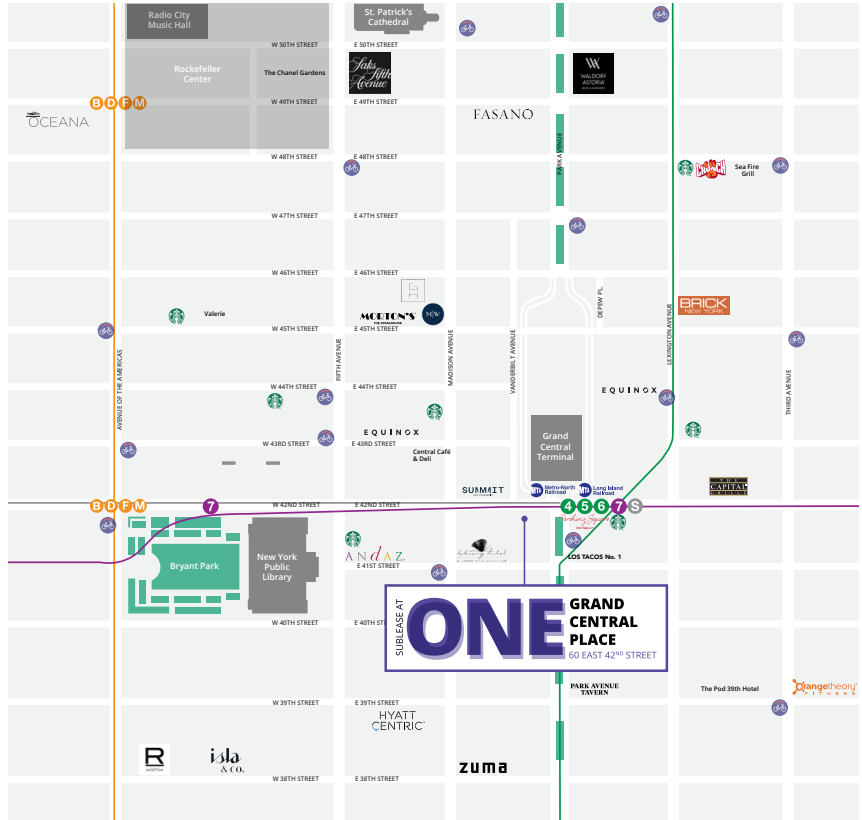 Radio City
Music Hall
St. Patrick's
Cathedral
W 50TH STREET
E 50TH STREET
Rockefeller
Center
The Chanel Gardens
Saks
Fifth
Avenue
WALDORF
ASTORIA
W 49TH STREET
E 49TH STREET
B D F M
OCEANA
FASANO
PARK AVENUE
W 48TH STREET
E 48TH STREET
CRUNCH
Sea Fire
Grill
W 47TH STREET
E 47TH STREET
W 46TH STREET
E 46TH STREET
DEPEW PL.
BRICK
NEW YORK
Valerie
MORTON'S
THE STEAKHOUSE
W 45TH STREET
E 45TH STREET
AVENUE OF THE AMERICAS
FIFTH AVENUE
MADISON AVENUE
VANDERBILT AVENUE
LEXINGTON AVENUE
THIRD AVENUE
W 44TH STREET
E 44TH STREET
EQUINOX
EQUINOX
W 43RD STREET
E 43RD STREET
Central Café
& Deli
Grand
Central
Terminal
SUMMIT
MTA Metro-North
Railroad
MTA Long Island
Railroad
THE
CAPITAL
GRILLE
B D F M
7
W 42ND STREET
E 42ND STREET
4 5 6 7 S
Pershing Square
Bryant Park
New York
Public
Library
ANdAZ
LOS TACOS No. 1
E 41ST STREET
SUBLEASE AT
ONE
GRAND
CENTRAL
PLACE
60 EAST 42ND STREET
W 40TH STREET
E 40TH
PARK AVENUE
TAVERN
The Pod 39th Hotel
Orangetheory
FITNESS
W 39TH STREET
E 39TH STREET
HYATT
CENTRIC
R
isla
& CO.
zuma
W 38TH STREET
E 38TH STREET